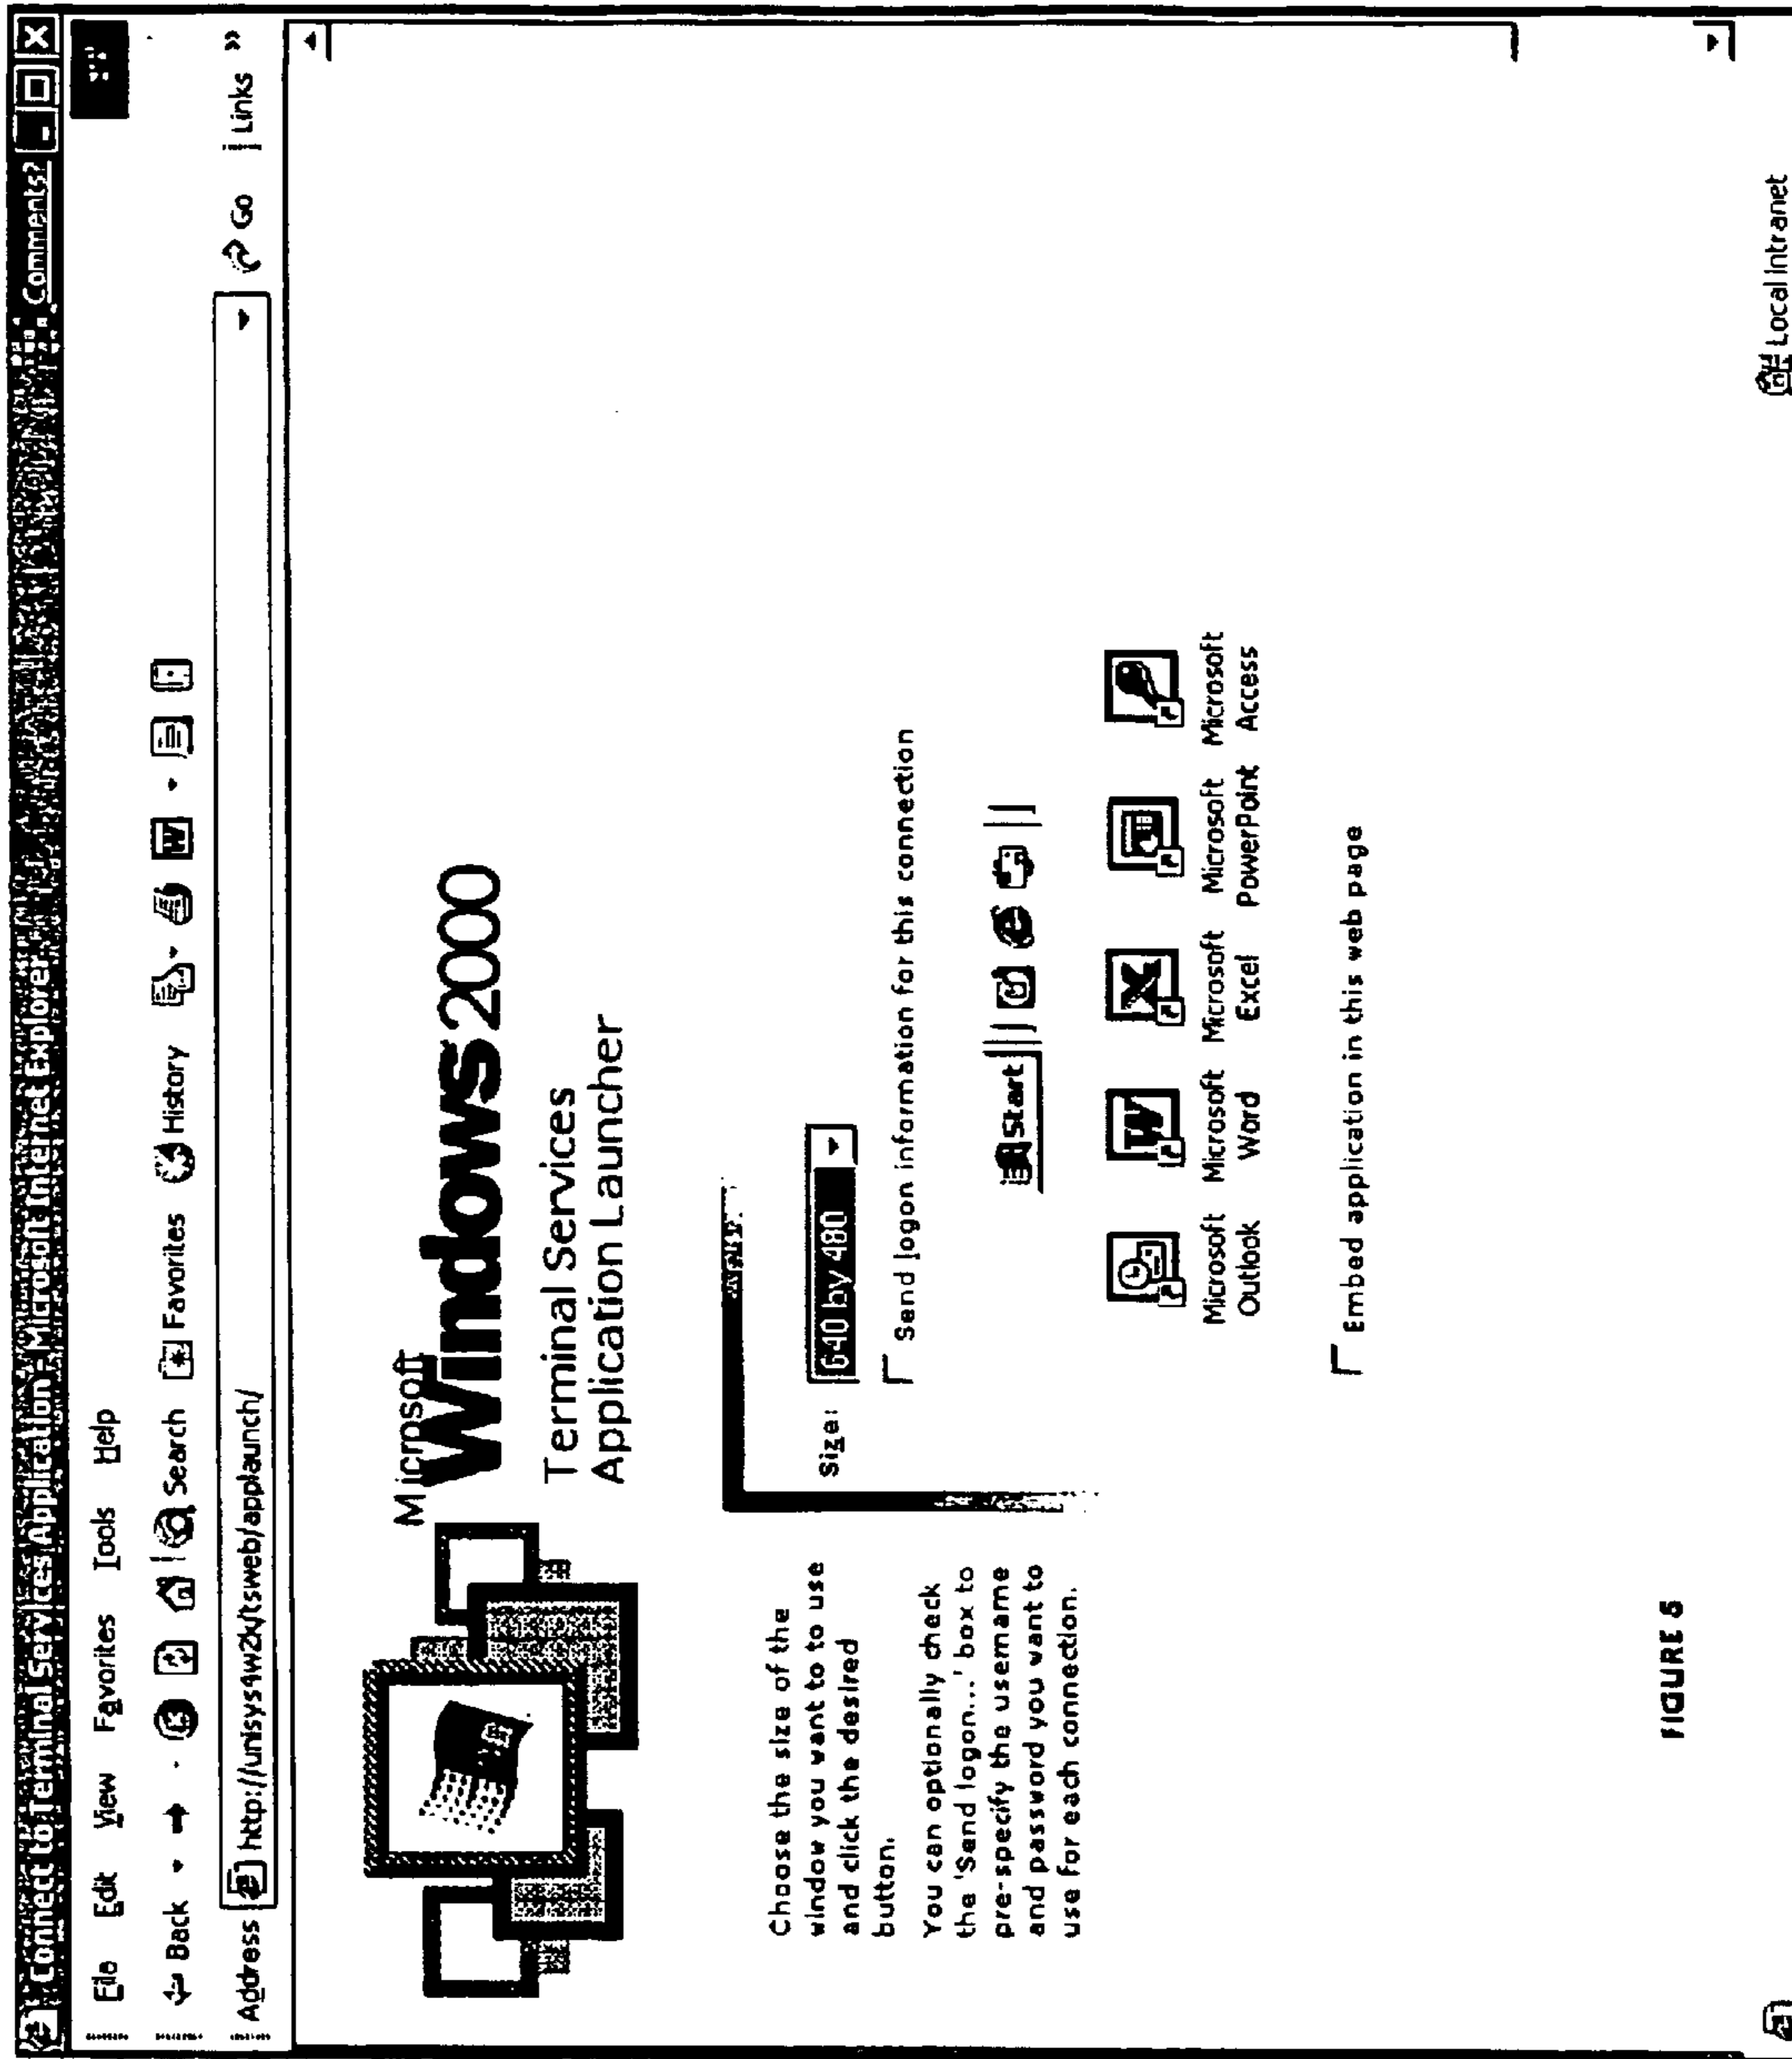 Connect to Terminal Services Application - Microsoft Internet Explorer Comments?
File Edit View Favorites Tools Help
Back Search Favorites History
Address http://unisys4w2k/tsweb/applaunch/ Go Links »
Microsoft
Windows 2000
Terminal Services
Application Launcher
Choose the size of the
window you want to to use
and click the desired
button.
You can optionally check
the 'Send logon...' box to
pre-specify the username
and password you want to
use for each connection.
Size: 640 by 480
Send logon information for this connection
Start
Microsoft Outlook
Microsoft Word
Microsoft Excel
Microsoft PowerPoint
Microsoft Access
Embed application in this web page
FIGURE 6
Local intranet